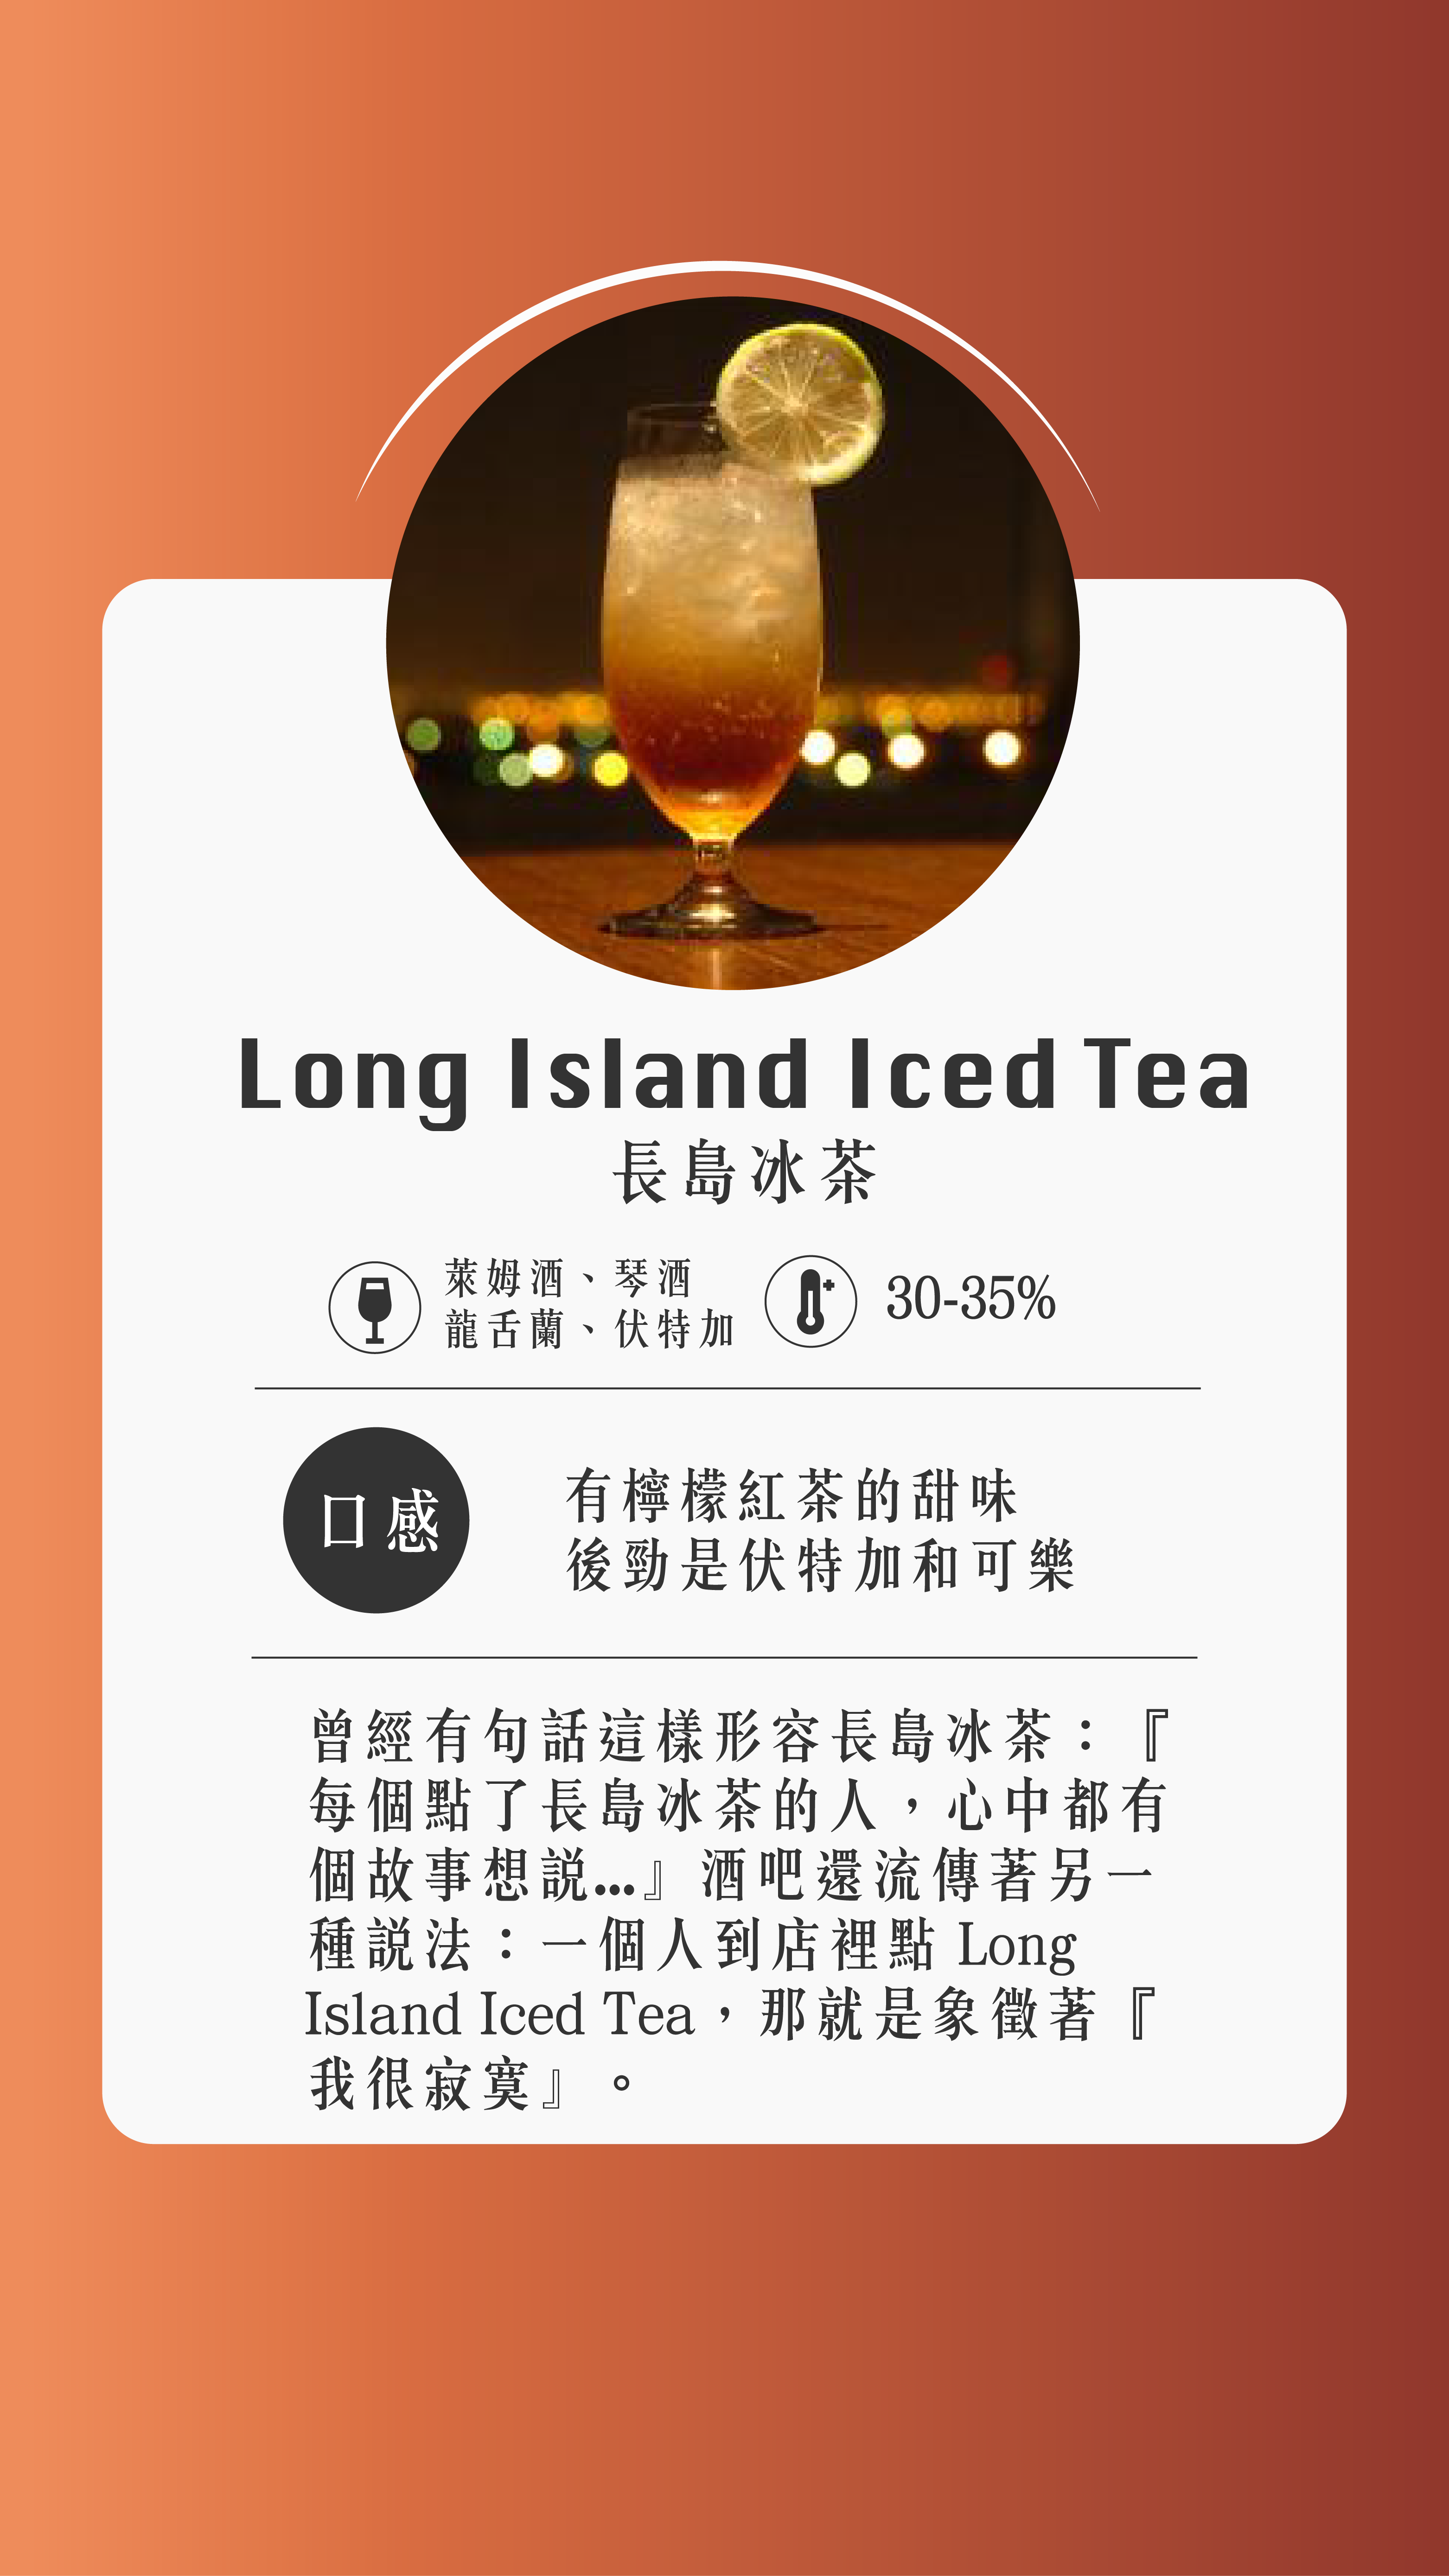 Long Island Iced Tea
長島冰茶
萊姆酒、琴酒
龍舌蘭、伏特加
30-35%
口感
有檸檬紅茶的甜味
後勁是伏特加和可樂
曾經有句話這樣形容長島冰茶：『
每個點了長島冰茶的人，心中都有
個故事想說...』酒吧還流傳著另一
種說法：一個人到店裡點 Long
Island Iced Tea，那就是象徵著『
我很寂寞』。